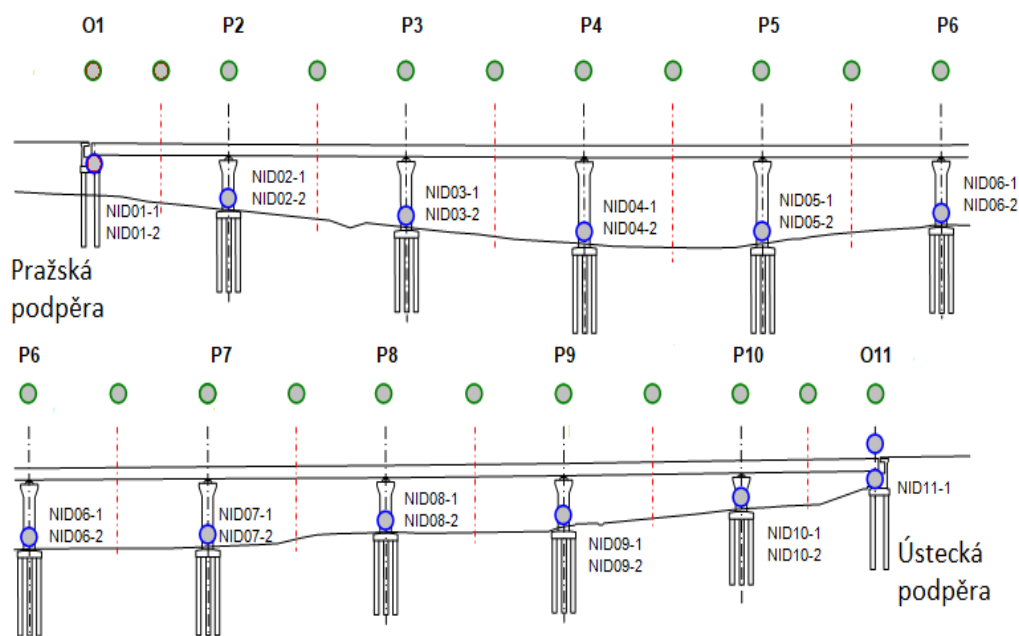 O1 P2 P3 P4 P5 P6
NID01-1
NID01-2
NID02-1
NID02-2
NID03-1
NID03-2
NID04-1
NID04-2
NID05-1
NID05-2
NID06-1
NID06-2
Pražská
podpěra
P6 P7 P8 P9 P10 O11
NID06-1
NID06-2
NID07-1
NID07-2
NID08-1
NID08-2
NID09-1
NID09-2
NID10-1
NID10-2
NID11-1
Ústecká
podpěra